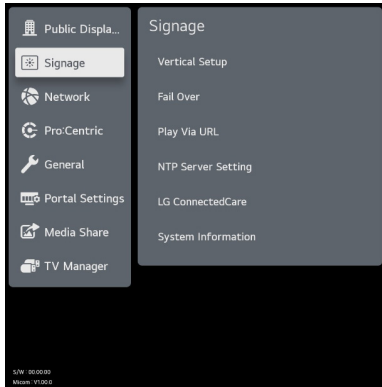 Public Displa...
Signage
Network
Pro:Centric
General
Portal Settings
Media Share
TV Manager
Signage
Vertical Setup
Fail Over
Play Via URL
NTP Server Setting
LG ConnectedCare
System Information
S/W : 00.00.00
Micom : V1.00.0